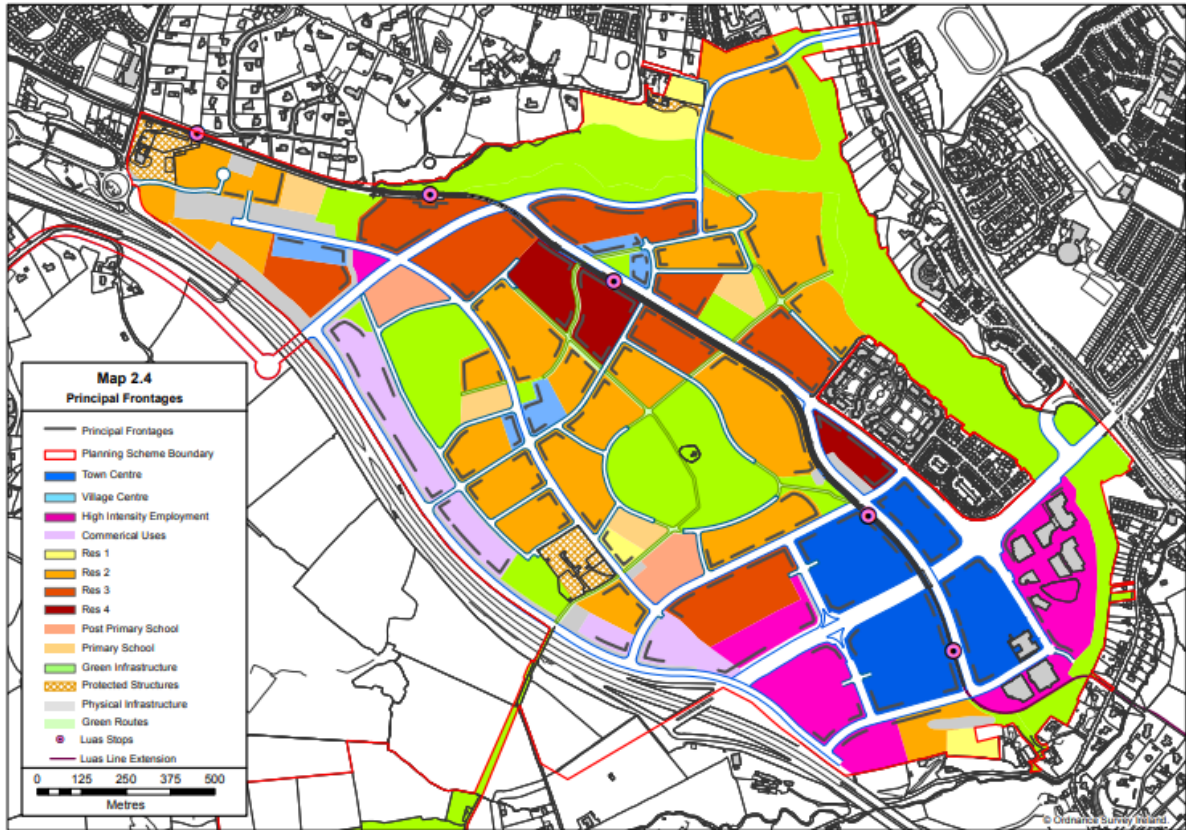 Map 2.4
Principal Frontages
Principal Frontages
Planning Scheme Boundary
Town Centre
Village Centre
High Intensity Employment
Commerical Uses
Res 1
Res 2
Res 3
Res 4
Post Primary School
Primary School
Green Infrastructure
Protected Structures
Physical Infrastructure
Green Routes
Luas Stops
Luas Line Extension
0 125 250 375 500
Metres
© Ordnance Survey Ireland.